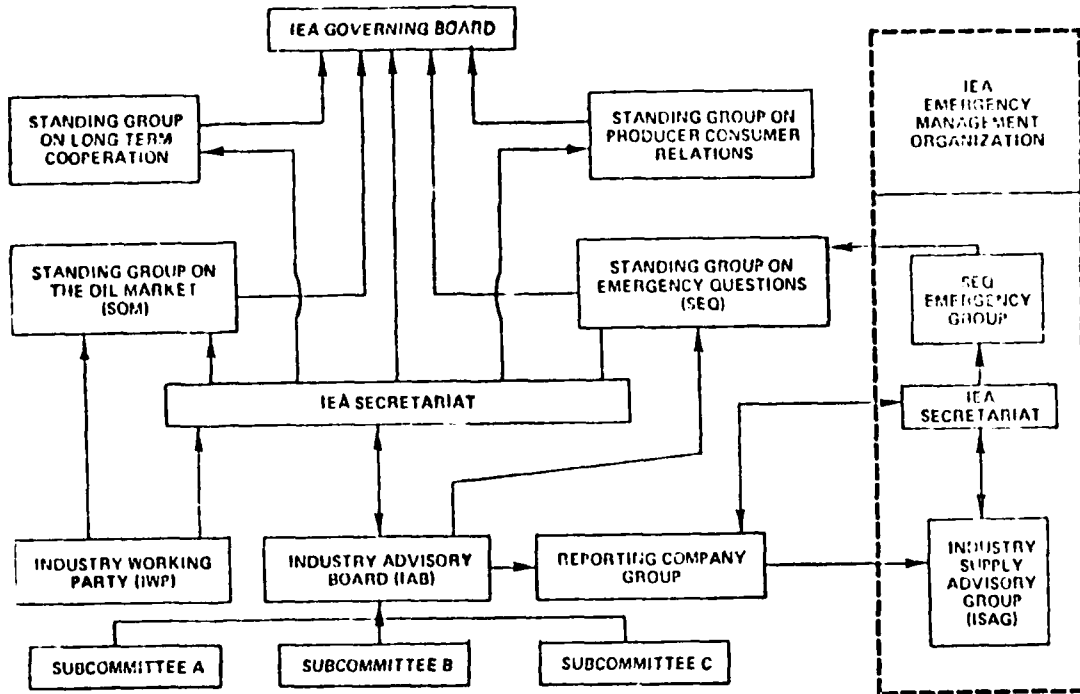 IEA GOVERNING BOARD
STANDING GROUP
ON LONG TERM
COOPERATION
STANDING GROUP ON
PRODUCER CONSUMER
RELATIONS
IEA
EMERGENCY
MANAGEMENT
ORGANIZATION
STANDING GROUP ON
THE OIL MARKET
(SOM)
STANDING GROUP ON
EMERGENCY QUESTIONS
(SEQ)
SEQ
EMERGENCY
GROUP
IEA SECRETARIAT
IEA
SECRETARIAT
INDUSTRY WORKING
PARTY (IWP)
INDUSTRY ADVISORY
BOARD (IAB)
REPORTING COMPANY
GROUP
INDUSTRY
SUPPLY
ADVISORY
GROUP
(ISAG)
SUBCOMMITTEE A
SUBCOMMITTEE B
SUBCOMMITTEE C